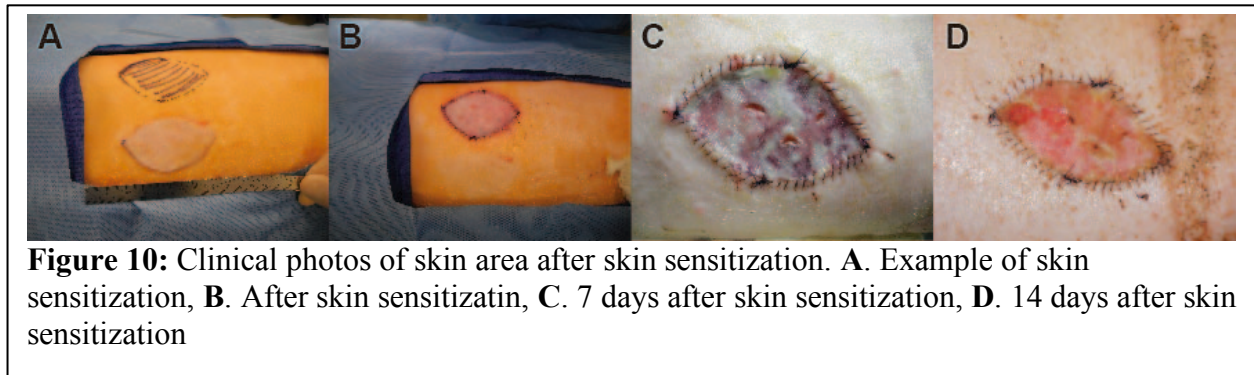 A
B
C
D
Figure 10: Clinical photos of skin area after skin sensitization. A. Example of skin
sensitization, B. After skin sensitizatin, C. 7 days after skin sensitization, D. 14 days after skin
sensitization